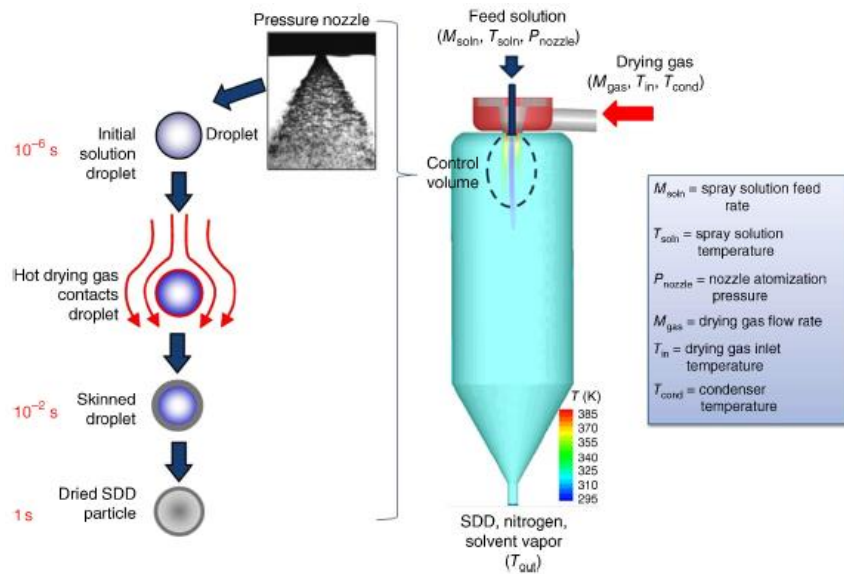 Pressure nozzle
Initial
solution
droplet
Droplet
10⁻⁶ s
Hot drying gas
contacts
droplet
Skinned
droplet
10⁻² s
Dried SDD
particle
1 s
Feed solution
(Msoln, Tsoln, Pnozzle)
Drying gas
(Mgas, Tin, Tcond)
Control
volume
T (K)
385
370
355
340
325
310
295
SDD, nitrogen,
solvent vapor
(Tout)
Msoln = spray solution feed
rate
Tsoln = spray solution
temperature
Pnozzle = nozzle atomization
pressure
Mgas = drying gas flow rate
Tin = drying gas inlet
temperature
Tcond = condenser
temperature